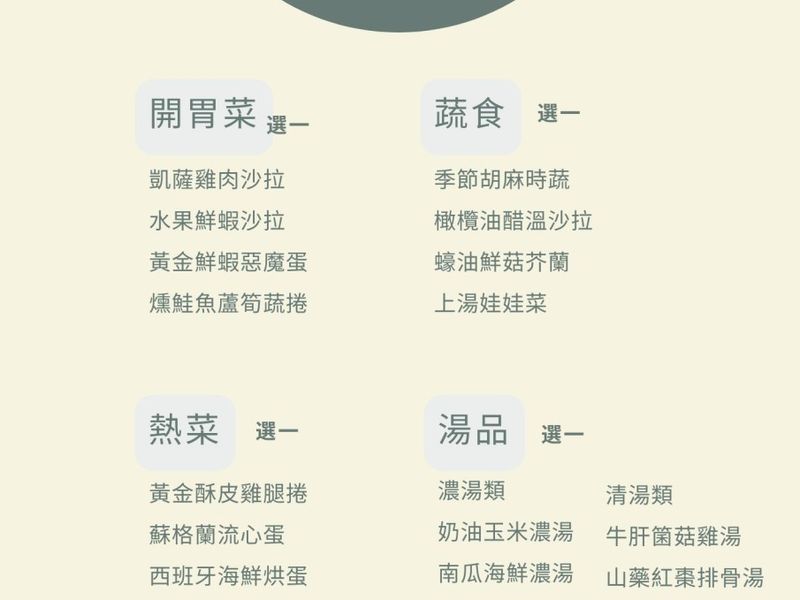 開胃菜 選一
凱薩雞肉沙拉
水果鮮蝦沙拉
黃金鮮蝦惡魔蛋
燻鮭魚蘆筍蔬捲
蔬食 選一
季節胡麻時蔬
橄欖油醋溫沙拉
蠔油鮮菇芥蘭
上湯娃娃菜
熱菜 選一
黃金酥皮雞腿捲
蘇格蘭流心蛋
西班牙海鮮烘蛋
湯品 選一
濃湯類
奶油玉米濃湯
南瓜海鮮濃湯
清湯類
牛肝箘菇雞湯
山藥紅棗排骨湯